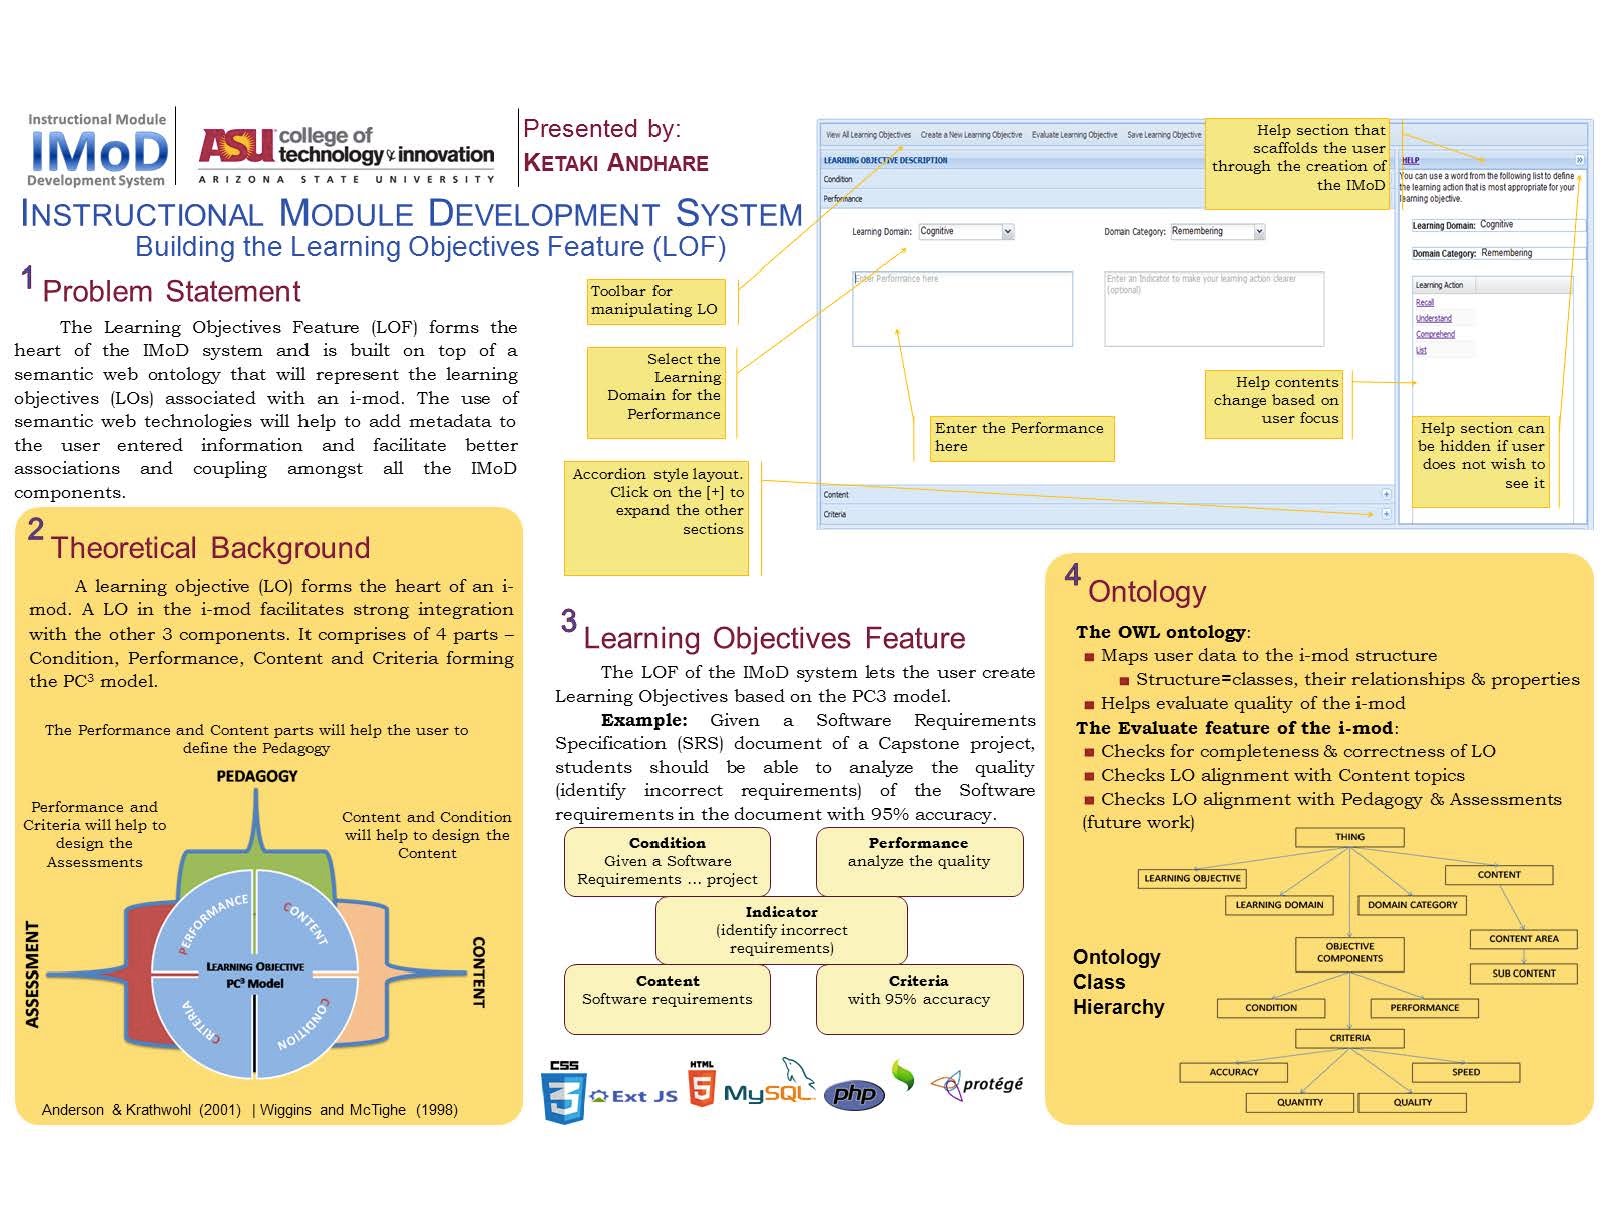 Instructional Module
IMoD
Development System
ASU college of
technology & innovation
ARIZONA STATE UNIVERSITY
Presented by:
KETAKI ANDHARE
INSTRUCTIONAL MODULE DEVELOPMENT SYSTEM
Building the Learning Objectives Feature (LOF)
1 Problem Statement
The Learning Objectives Feature (LOF) forms the
heart of the IMoD system and is built on top of a
semantic web ontology that will represent the learning
objectives (LOs) associated with an i-mod. The use of
semantic web technologies will help to add metadata to
the user entered information and facilitate better
associations and coupling amongst all the IMoD
components.
2 Theoretical Background
A learning objective (LO) forms the heart of an i-
mod. A LO in the i-mod facilitates strong integration
with the other 3 components. It comprises of 4 parts –
Condition, Performance, Content and Criteria forming
the PC³ model.
The Performance and Content parts will help the user to
define the Pedagogy
PEDAGOGY
Performance and
Criteria will help to
design the
Assessments
Content and Condition
will help to design the
Content
ASSESSMENT
CONTENT
PERFORMANCE
CONTENT
LEARNING OBJECTIVE
PC³ Model
CRITERIA
CONDITION
Anderson & Krathwohl (2001) | Wiggins and McTighe (1998)
View All Learning Objectives Create a New Learning Objective Evaluate Learning Objective Save Learning Objective
LEARNING OBJECTIVE DESCRIPTION
Condition
Performance
Learning Domain: Cognitive
Domain Category: Remembering
Enter Performance here
Enter an Indicator to make your learning action clearer
(optional)
Content
Criteria
HELP
You can use a word from the following list to define
the learning action that is most appropriate for your
learning objective.
Learning Domain: Cognitive
Domain Category: Remembering
Learning Action
Recall
Understand
Comprehend
List
Help section that
scaffolds the user
through the creation of
the IMoD
Toolbar for
manipulating LO
Select the
Learning
Domain for the
Performance
Enter the Performance
here
Help contents
change based on
user focus
Help section can
be hidden if user
does not wish to
see it
Accordion style layout.
Click on the [+] to
expand the other
sections
3 Learning Objectives Feature
The LOF of the IMoD system lets the user create
Learning Objectives based on the PC3 model.
Example: Given a Software Requirements
Specification (SRS) document of a Capstone project,
students should be able to analyze the quality
(identify incorrect requirements) of the Software
requirements in the document with 95% accuracy.
Condition
Given a Software
Requirements ... project
Performance
analyze the quality
Indicator
(identify incorrect
requirements)
Content
Software requirements
Criteria
with 95% accuracy
CSS
3
Ext JS
HTML
5
MySQL
php
protégé
4 Ontology
The OWL ontology:
Maps user data to the i-mod structure
Structure=classes, their relationships & properties
Helps evaluate quality of the i-mod
The Evaluate feature of the i-mod:
Checks for completeness & correctness of LO
Checks LO alignment with Content topics
Checks LO alignment with Pedagogy & Assessments
(future work)
THING
LEARNING OBJECTIVE
CONTENT
LEARNING DOMAIN
DOMAIN CATEGORY
CONTENT AREA
OBJECTIVE
COMPONENTS
SUB CONTENT
Ontology
Class
Hierarchy
CONDITION
PERFORMANCE
CRITERIA
ACCURACY
SPEED
QUANTITY
QUALITY